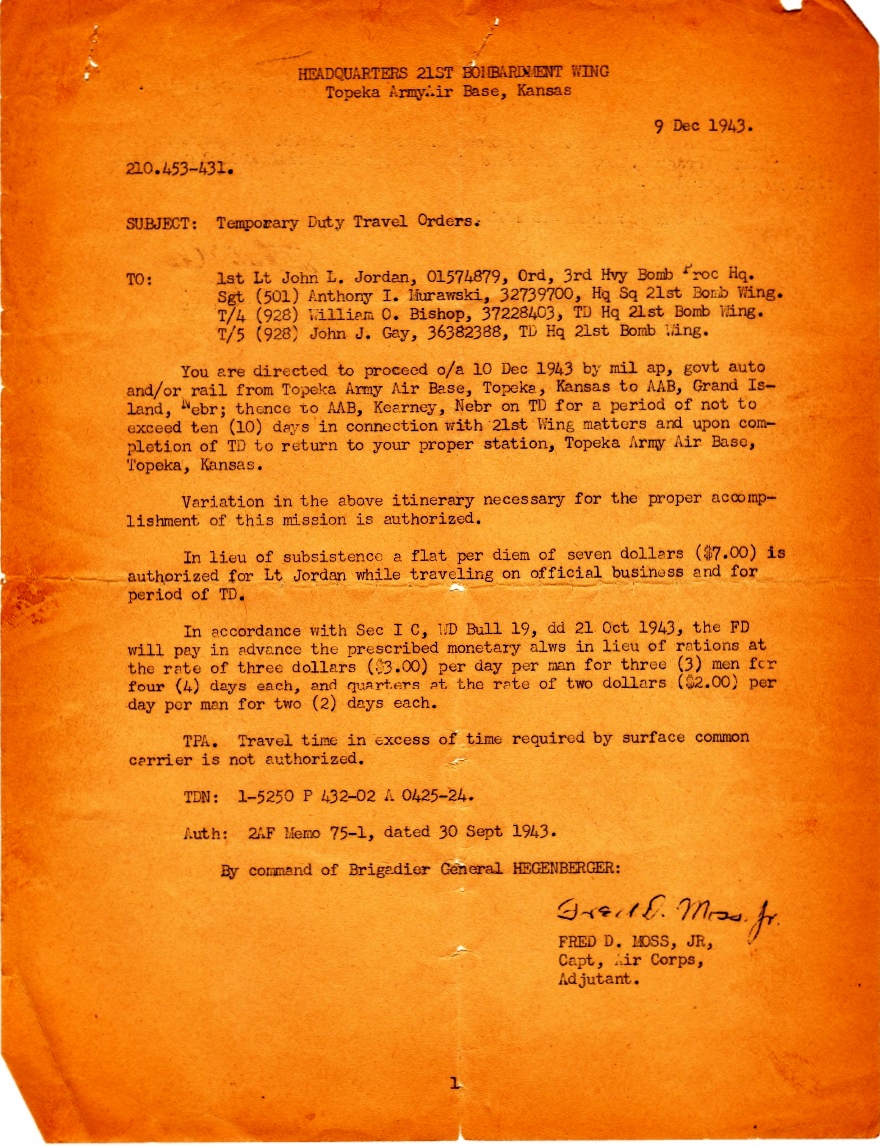 HEADQUARTERS 21ST BOMBARDMENT WING
Topeka Army Air Base, Kansas
9 Dec 1943.
210.453-431.
SUBJECT: Temporary Duty Travel Orders.
TO: 1st Lt John L. Jordan, 01574879, Ord, 3rd Hvy Bomb Proc Hq.
Sgt (501) Anthony I. Murawski, 32739700, Hq Sq 21st Bomb Wing.
T/4 (928) William O. Bishop, 37228403, TD Hq 21st Bomb Wing.
T/5 (928) John J. Gay, 36382388, TD Hq 21st Bomb Wing.
You are directed to proceed o/a 10 Dec 1943 by mil ap, govt auto
and/or rail from Topeka Army Air Base, Topeka, Kansas to AAB, Grand Is-
land, Nebr; thence to AAB, Kearney, Nebr on TD for a period of not to
exceed ten (10) days in connection with 21st Wing matters and upon com-
pletion of TD to return to your proper station, Topeka Army Air Base,
Topeka, Kansas.
Variation in the above itinerary necessary for the proper accomp-
lishment of this mission is authorized.
In lieu of subsistence a flat per diem of seven dollars ($7.00) is
authorized for Lt Jordan while traveling on official business and for
period of TD.
In accordance with Sec I C, WD Bull 19, dd 21 Oct 1943, the FD
will pay in advance the prescribed monetary alws in lieu of rations at
the rate of three dollars ($3.00) per day per man for three (3) men for
four (4) days each, and quarters at the rate of two dollars ($2.00) per
day per man for two (2) days each.
TPA. Travel time in excess of time required by surface common
carrier is not authorized.
TDN: 1-5250 P 432-02 A 0425-24.
Auth: 2AF Memo 75-1, dated 30 Sept 1943.
By command of Brigadier General HEGENBERGER:
Fred D. Moss, Jr.
FRED D. MOSS, JR,
Capt, Air Corps,
Adjutant.
1